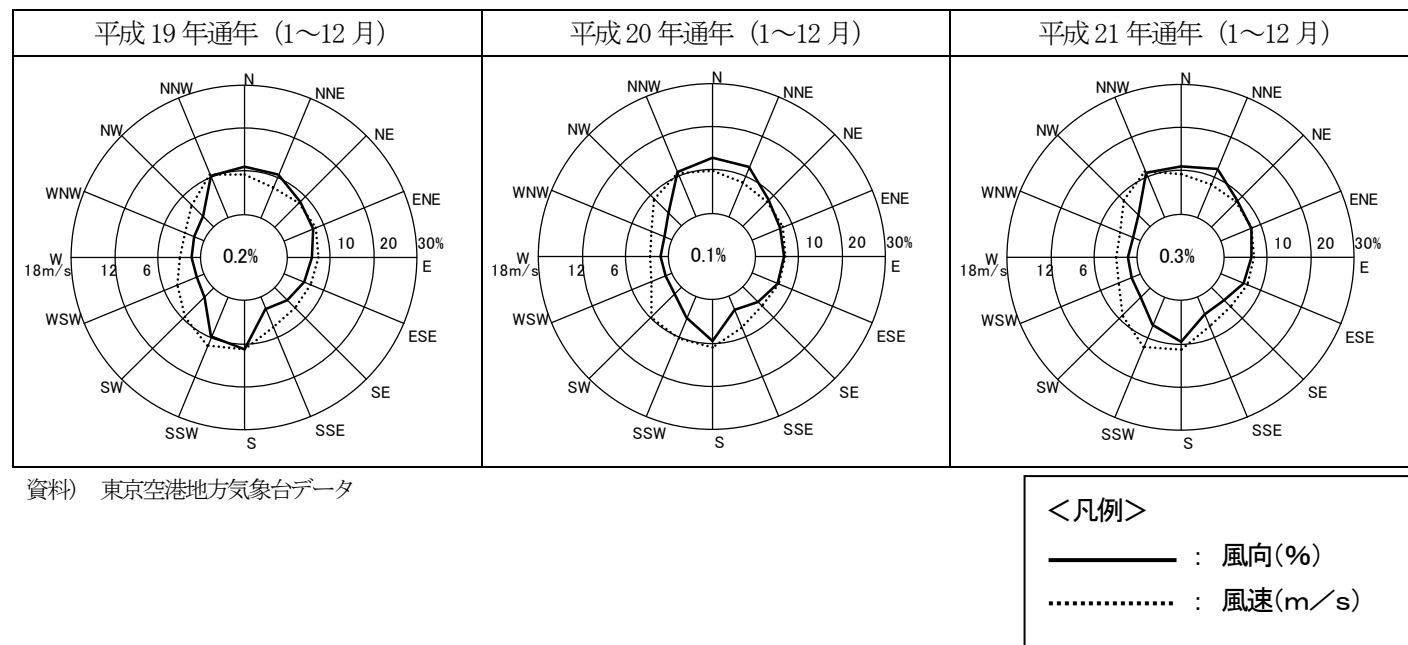 平成19年通年（1～12月）
平成20年通年（1～12月）
平成21年通年（1～12月）
N
NNE
NE
ENE
E
ESE
SE
SSE
S
SSW
SW
WSW
W
WNW
NW
NNW
18m/s 12 6
0.2%
10 20 30%
N
NNE
NE
ENE
E
ESE
SE
SSE
S
SSW
SW
WSW
W
WNW
NW
NNW
18m/s 12 6
0.1%
10 20 30%
N
NNE
NE
ENE
E
ESE
SE
SSE
S
SSW
SW
WSW
W
WNW
NW
NNW
18m/s 12 6
0.3%
10 20 30%
資料） 東京空港地方気象台データ
＜凡例＞
： 風向(%)
： 風速(m／s)